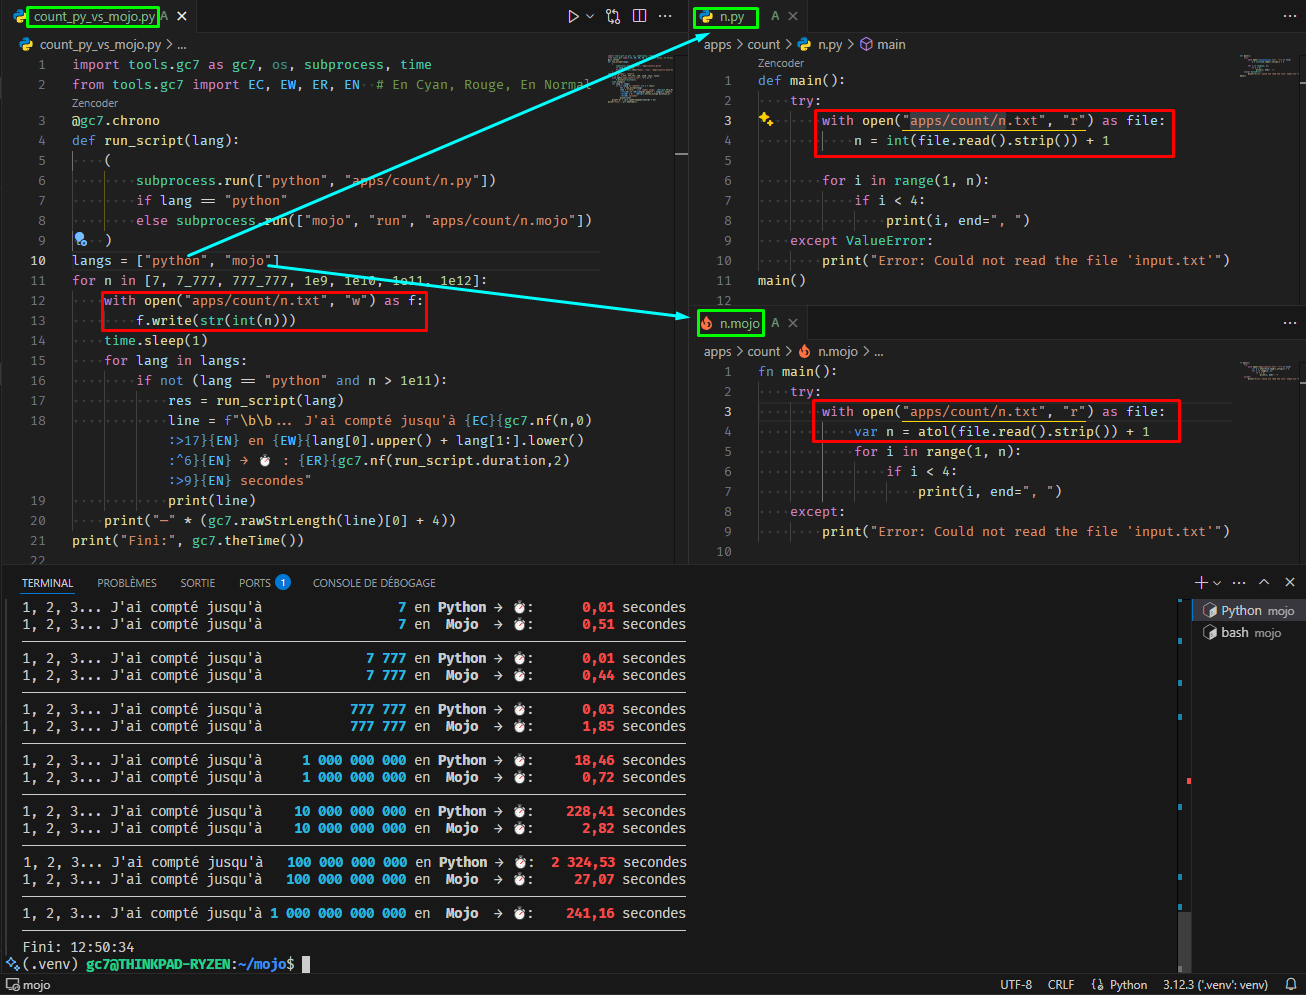 count_py_vs_mojo.py A
count_py_vs_mojo.py > ...
1 import tools.gc7 as gc7, os, subprocess, time
2 from tools.gc7 import EC, EW, ER, EN # En Cyan, Rouge, En Normal
Zencoder
3 @gc7.chrono
4 def run_script(lang):
5 (
6 subprocess.run(["python", "apps/count/n.py"])
7 if lang == "python"
8 else subprocess.run(["mojo", "run", "apps/count/n.mojo"])
9 )
10 langs = ["python", "mojo"]
11 for n in [7, 7_777, 777_777, 1e9, 1e10, 1e11, 1e12]:
12 with open("apps/count/n.txt", "w") as f:
13 f.write(str(int(n)))
14 time.sleep(1)
15 for lang in langs:
16 if not (lang == "python" and n > 1e11):
17 res = run_script(lang)
18 line = f"\b\b... J'ai compté jusqu'à {EC}{gc7.nf(n,0)
:>17}{EN} en {EW}{lang[0].upper() + lang[1:].lower()
:^6}{EN} → ⏱ : {ER}{gc7.nf(run_script.duration,2)
:>9}{EN} secondes"
19 print(line)
20 print("—" * (gc7.rawStrLength(line)[0] + 4))
21 print("Fini:", gc7.theTime())
22
n.py A
apps > count > n.py > main
Zencoder
1 def main():
2 try:
3 with open("apps/count/n.txt", "r") as file:
4 n = int(file.read().strip()) + 1
5
6 for i in range(1, n):
7 if i < 4:
8 print(i, end=", ")
9 except ValueError:
10 print("Error: Could not read the file 'input.txt'")
11 main()
12
n.mojo A
apps > count > n.mojo > ...
1 fn main():
2 try:
3 with open("apps/count/n.txt", "r") as file:
4 var n = atol(file.read().strip()) + 1
5 for i in range(1, n):
6 if i < 4:
7 print(i, end=", ")
8 except:
9 print("Error: Could not read the file 'input.txt'")
10
TERMINAL PROBLÈMES SORTIE PORTS 1 CONSOLE DE DÉBOGAGE
1, 2, 3... J'ai compté jusqu'à 7 en Python → ⏱: 0,01 secondes
1, 2, 3... J'ai compté jusqu'à 7 en Mojo → ⏱: 0,51 secondes
1, 2, 3... J'ai compté jusqu'à 7 777 en Python → ⏱: 0,01 secondes
1, 2, 3... J'ai compté jusqu'à 7 777 en Mojo → ⏱: 0,44 secondes
1, 2, 3... J'ai compté jusqu'à 777 777 en Python → ⏱: 0,03 secondes
1, 2, 3... J'ai compté jusqu'à 777 777 en Mojo → ⏱: 1,85 secondes
1, 2, 3... J'ai compté jusqu'à 1 000 000 000 en Python → ⏱: 18,46 secondes
1, 2, 3... J'ai compté jusqu'à 1 000 000 000 en Mojo → ⏱: 0,72 secondes
1, 2, 3... J'ai compté jusqu'à 10 000 000 000 en Python → ⏱: 228,41 secondes
1, 2, 3... J'ai compté jusqu'à 10 000 000 000 en Mojo → ⏱: 2,82 secondes
1, 2, 3... J'ai compté jusqu'à 100 000 000 000 en Python → ⏱: 2 324,53 secondes
1, 2, 3... J'ai compté jusqu'à 100 000 000 000 en Mojo → ⏱: 27,07 secondes
1, 2, 3... J'ai compté jusqu'à 1 000 000 000 000 en Mojo → ⏱: 241,16 secondes
Fini: 12:50:34
(.venv) gc7@THINKPAD-RYZEN:~/mojo$
Python mojo
bash mojo
mojo
UTF-8 CRLF Python 3.12.3 ('.venv': venv)